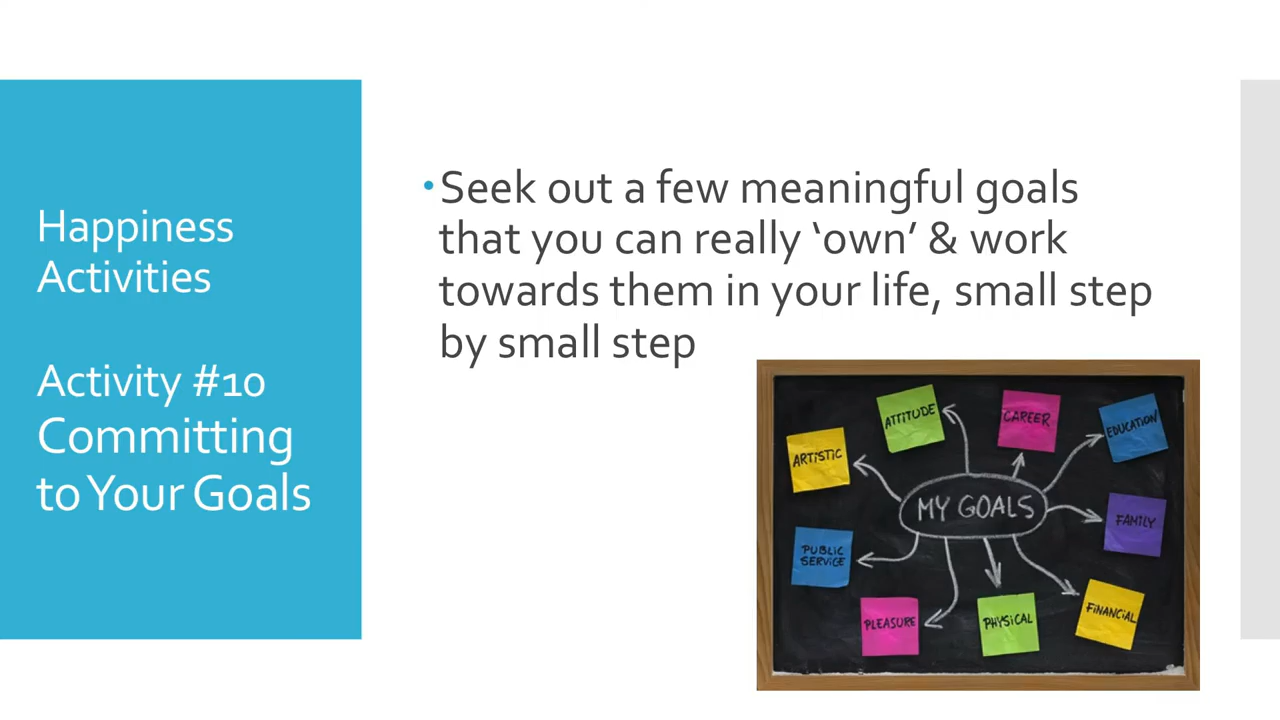 Happiness
Activities
Activity #10
Committing
to Your Goals
•Seek out a few meaningful goals
that you can really ‘own’ & work
towards them in your life, small step
by small step
ATTITUDE
CAREER
EDUCATION
ARTISTIC
MY GOALS
FAMILY
PUBLIC
SERVICE
PLEASURE
PHYSICAL
FINANCIAL